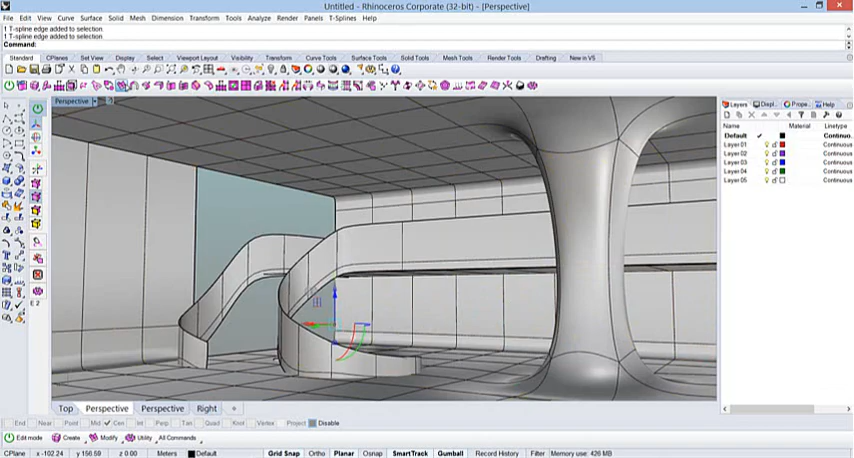 Untitled - Rhinoceros Corporate (32-bit) - [Perspective]
File Edit View Curve Surface Solid Mesh Dimension Transform Tools Analyze Render Panels T-Splines Help
1 T-spline edge added to selection.
1 T-spline edge added to selection.
Command:
Standard CPlanes Set View Display Select Viewport Layout Visibility Transform Curve Tools Surface Tools Solid Tools Mesh Tools Render Tools Drafting New in V5
Perspective
Layers Displ... Prope... Help
Name Material Linetype
Default Continuo...
Layer 01 Continuous
Layer 02 Continuous
Layer 03 Continuous
Layer 04 Continuous
Layer 05 Continuous
E 2
Top Perspective Perspective Right
End Near Point Mid Cen Int Perp Tan Quad Knot Vertex Project Disable
Edit mode Create Modify Utility All Commands
CPlane x -102.24 y 156.59 z 0.00 Meters Default Grid Snap Ortho Planar Osnap SmartTrack Gumball Record History Filter Memory use: 426 MB